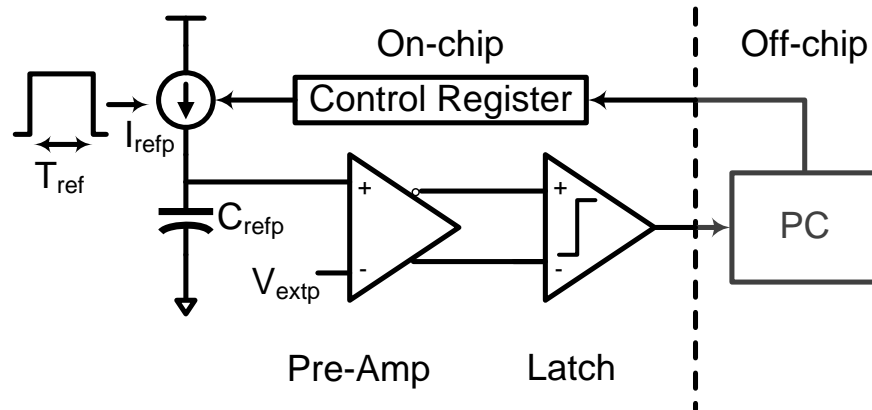 On-chip
Off-chip
Control Register
I_refp
T_ref
C_refp
+
-
+
-
V_extp
PC
Pre-Amp
Latch